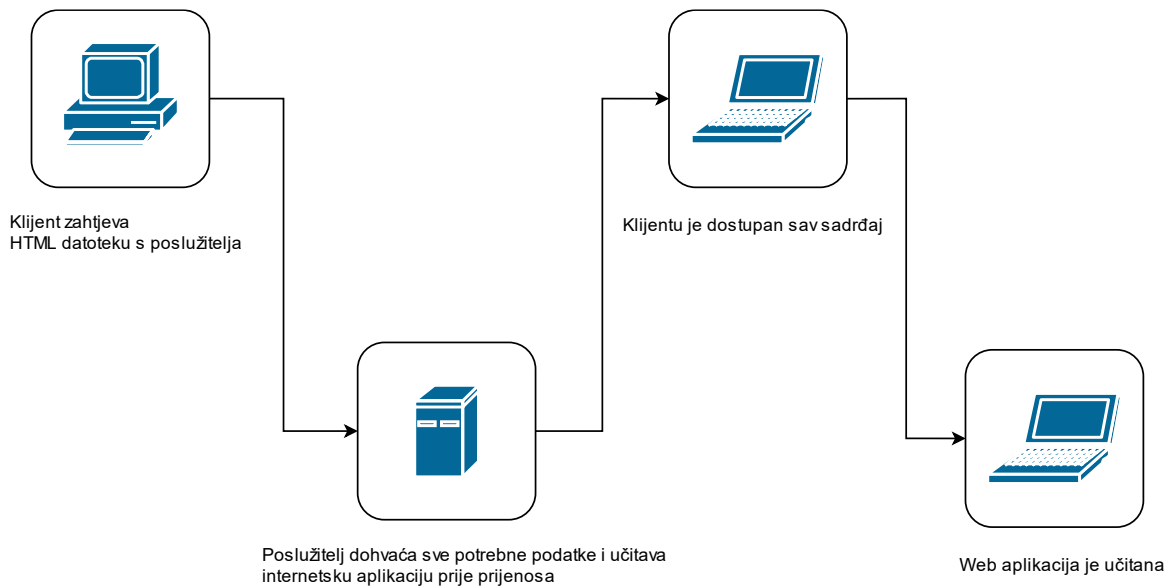 Klijent zahtjeva
HTML datoteku s poslužitelja
Klijentu je dostupan sav sadrđaj
Poslužitelj dohvaća sve potrebne podatke i učitava
internetsku aplikaciju prije prijenosa
Web aplikacija je učitana